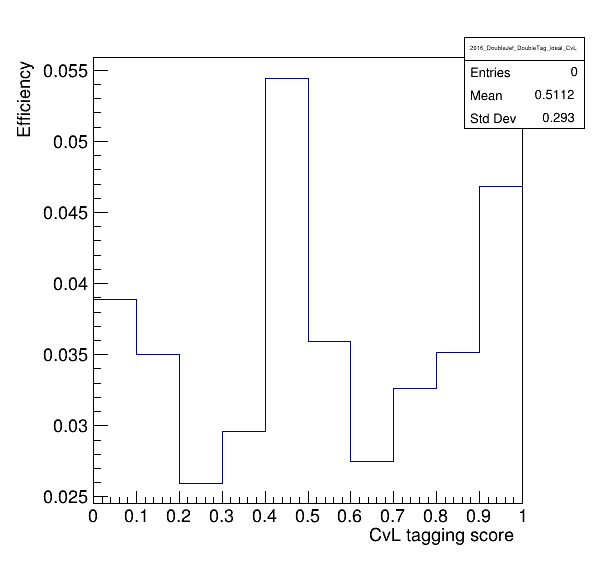 2016_DoubleJet_DoubleTag_ideal_CvL
Entries 0
Mean 0.5112
Std Dev 0.293
Efficiency
0.055
0.05
0.045
0.04
0.035
0.03
0.025
0 0.1 0.2 0.3 0.4 0.5 0.6 0.7 0.8 0.9 1
CvL tagging score